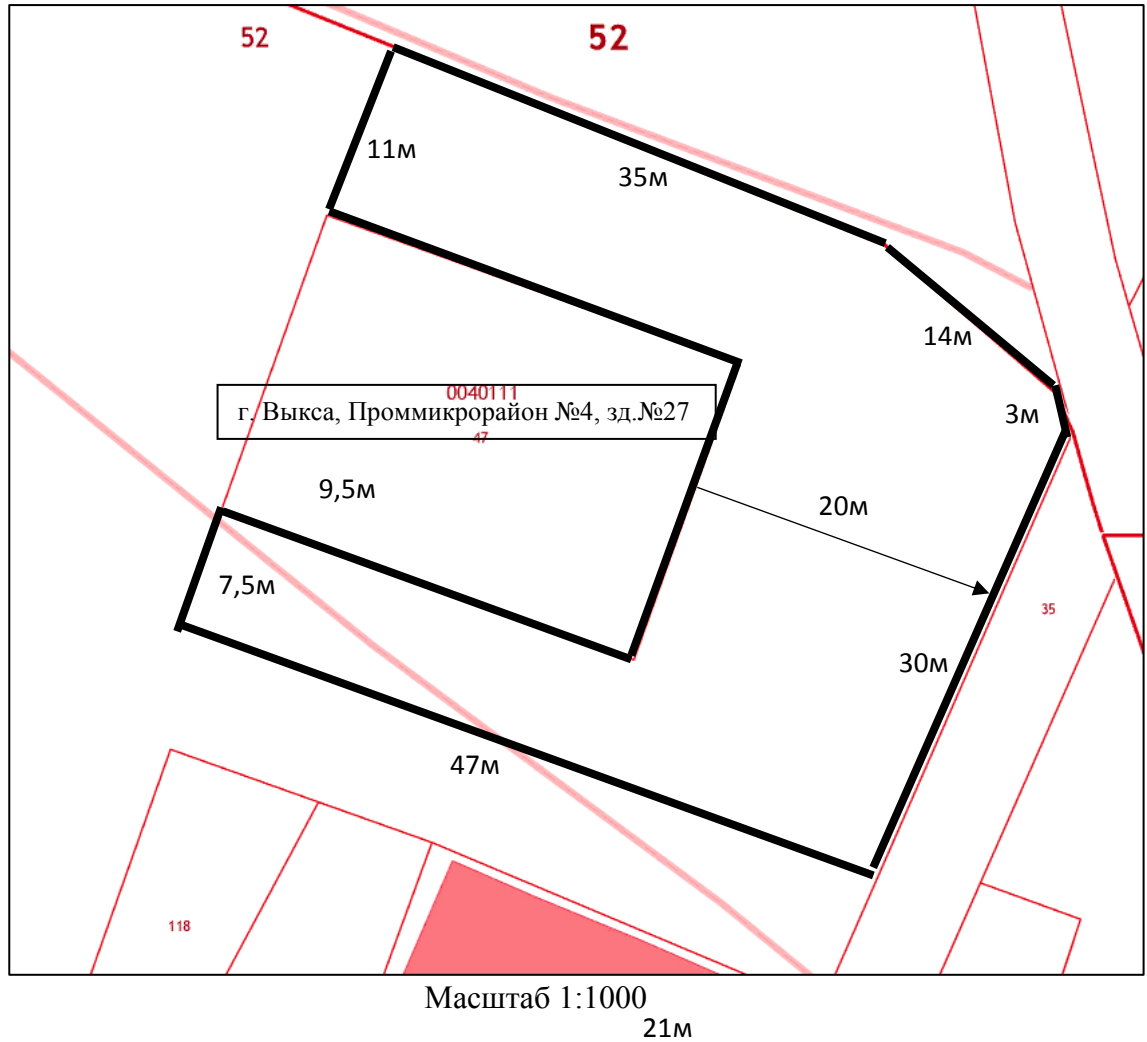 52
52
11м
35м
14м
0040111
г. Выкса, Проммикрорайон №4, зд.№27
47
3м
9,5м
20м
7,5м
35
30м
47м
118
Масштаб 1:1000
21м